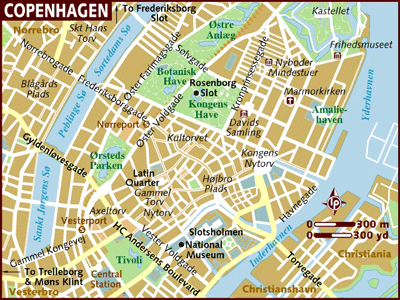 COPENHAGEN
To Frederiksborg
Slot
Nørrebro
Skt Hans
Torv
Sortedams Sø
Østre
Anlæg
Kastellet
Frihedsmuseet
Øster Farimagsgade
Sølvgade
Nørrebrogade
Botanisk
Have
Rosenborg
Slot
Kongens
Have
Kronprinsessegade
Nyboder
Mindestuer
Marmorkirken
Blågårds
Plads
Peblinge Sø
Frederiksborggade
Øster Voldgade
Davids
Samling
Amalie-
haven
Yderhavnen
Nørreport
Kultorvet
Gyldenløvesgade
Ørsteds
Parken
Kongens
Nytorv
Latin
Quarter
Gammel
Torv
Nytorv
Højbro
Plads
Sankt Jørgens Sø
Axeltorv
Havnegade
LP
0 300 m
0 300 yd
Vesterport
Vester Voldgade
Slotsholmen
National
Museum
Inderhavnen
Christiania
Gammel Kongevej
HC Andersens Boulevard
Tivoli
Torvegade
To Trelleborg
& Møns Klint
Central
Station
Vesterbro
Christianshavn